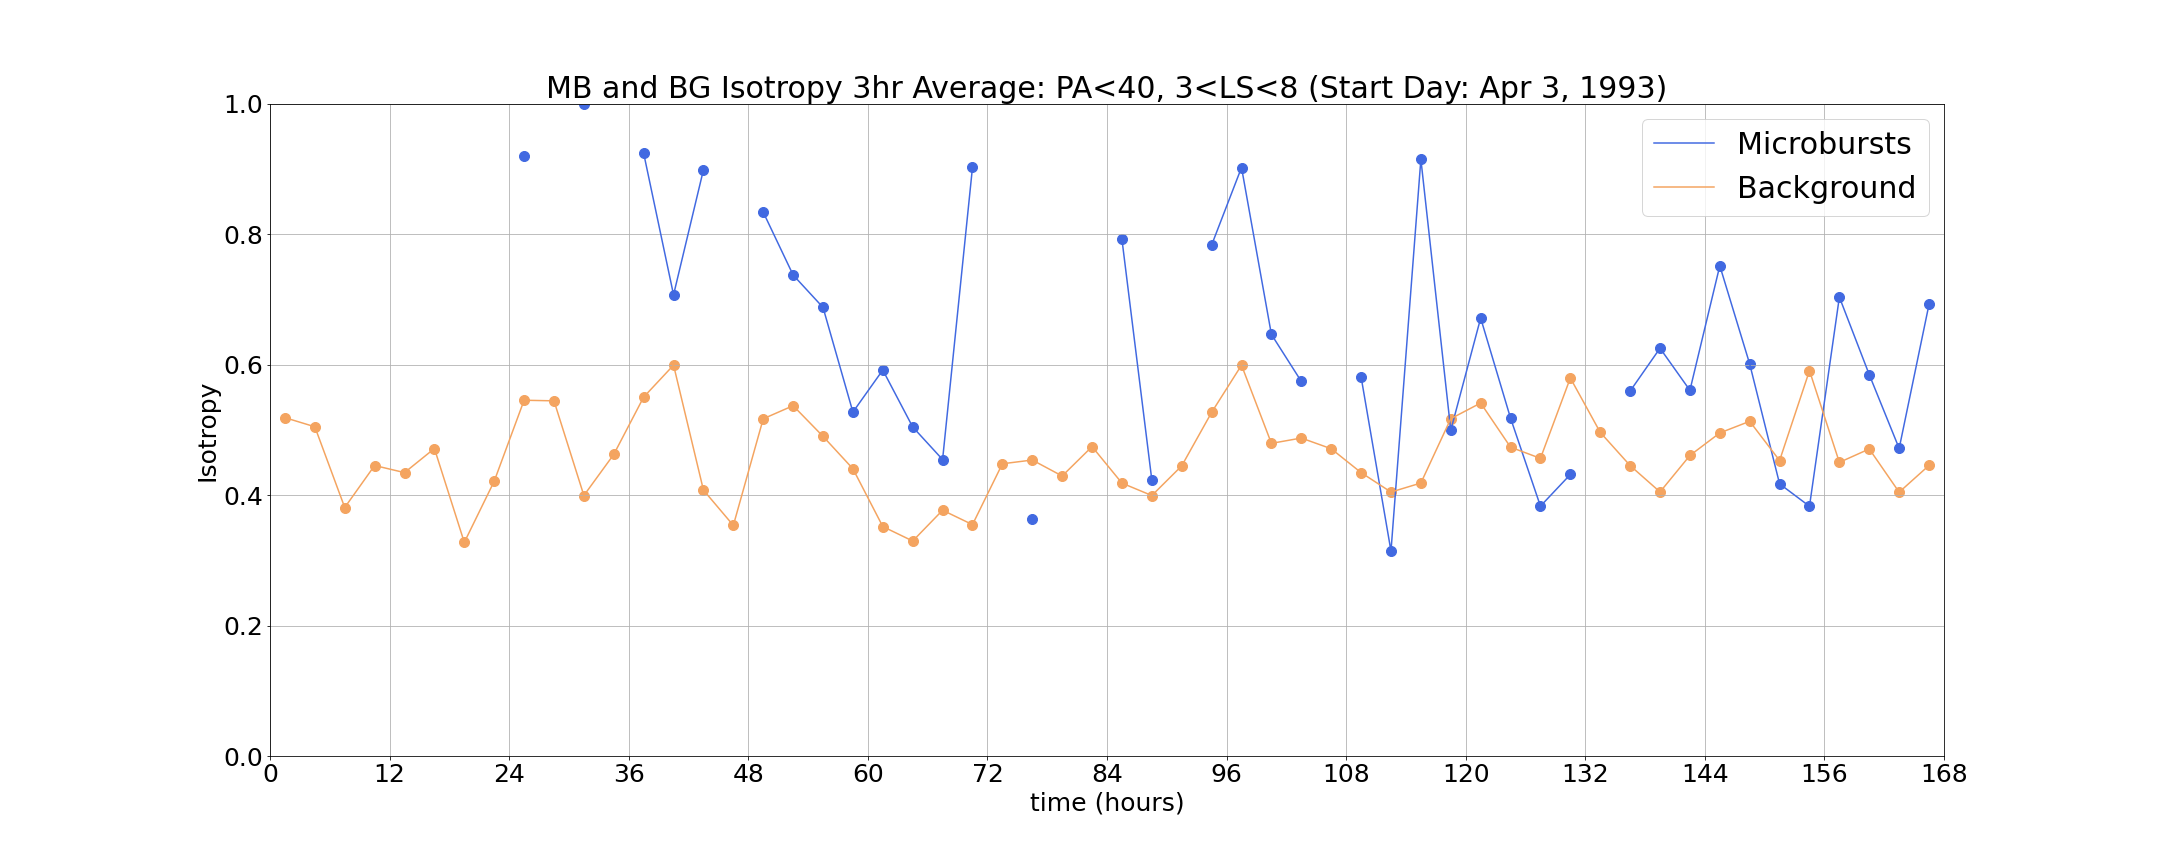 MB and BG Isotropy 3hr Average: PA<40, 3<LS<8 (Start Day: Apr 3, 1993)
Microbursts
Background
1.0
0.8
0.6
0.4
0.2
0.0
Isotropy
0 12 24 36 48 60 72 84 96 108 120 132 144 156 168
time (hours)